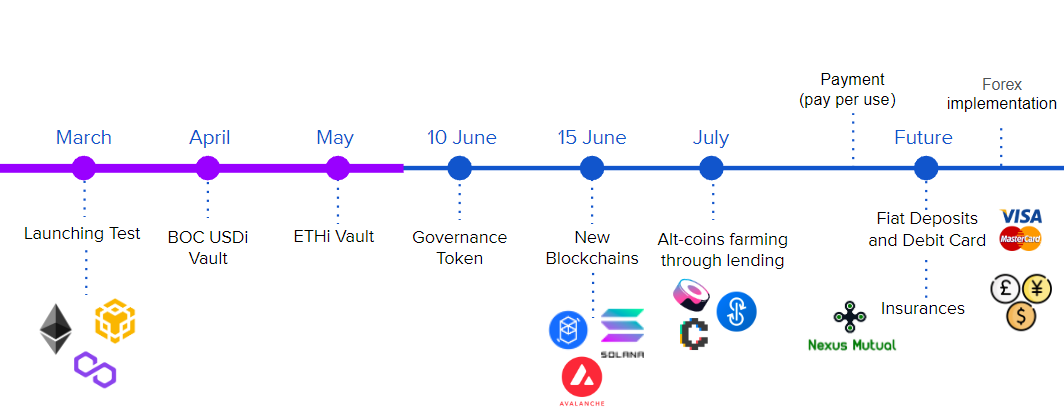 Payment
(pay per use)
Forex
implementation
March
April
May
10 June
15 June
July
Future
Launching Test
BOC USDi
Vault
ETHi Vault
Governance
Token
New
Blockchains
Alt-coins farming
through lending
Fiat Deposits
and Debit Card
VISA
MasterCard
Insurances
Nexus Mutual
SOLANA
AVALANCHE
£
¥
$